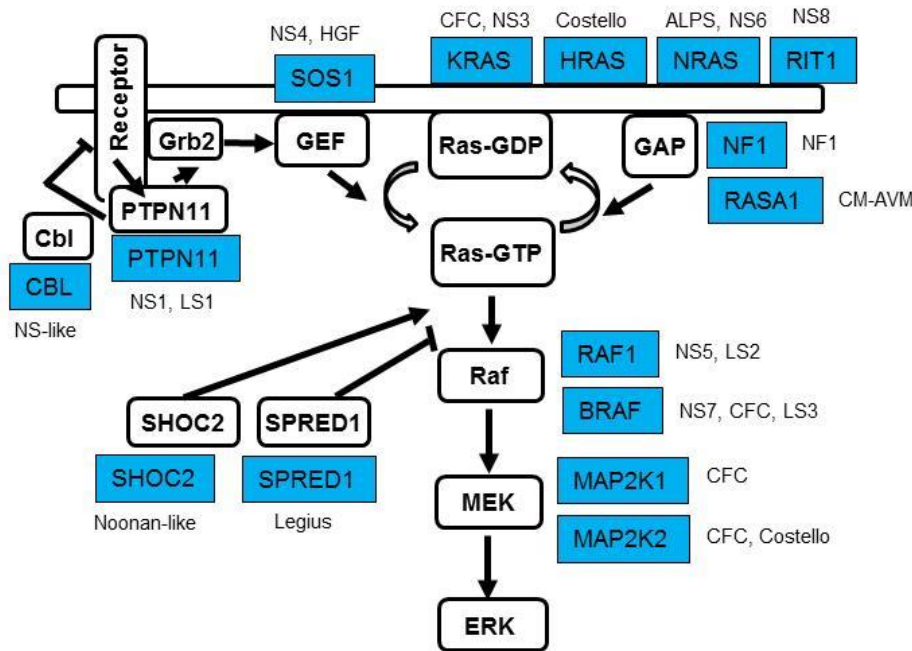 CFC, NS3
Costello
ALPS, NS6
NS8
NS4, HGF
SOS1
KRAS
HRAS
NRAS
RIT1
Receptor
Grb2
GEF
Ras-GDP
GAP
NF1
NF1
PTPN11
RASA1
CM-AVM
Cbl
PTPN11
Ras-GTP
CBL
NS1, LS1
NS-like
RAF1
NS5, LS2
Raf
SHOC2
SPRED1
BRAF
NS7, CFC, LS3
SHOC2
SPRED1
MAP2K1
CFC
MEK
Noonan-like
Legius
MAP2K2
CFC, Costello
ERK